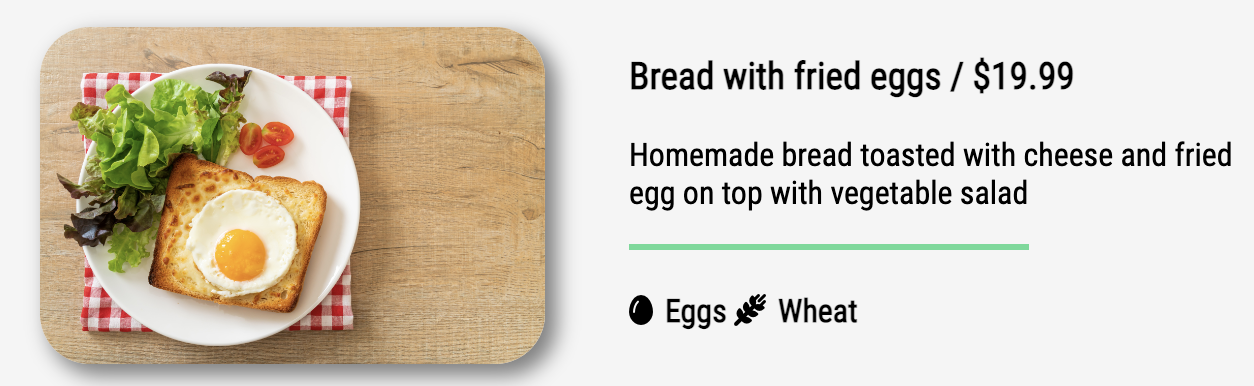 Bread with fried eggs / $19.99
Homemade bread toasted with cheese and fried
egg on top with vegetable salad
Eggs Wheat